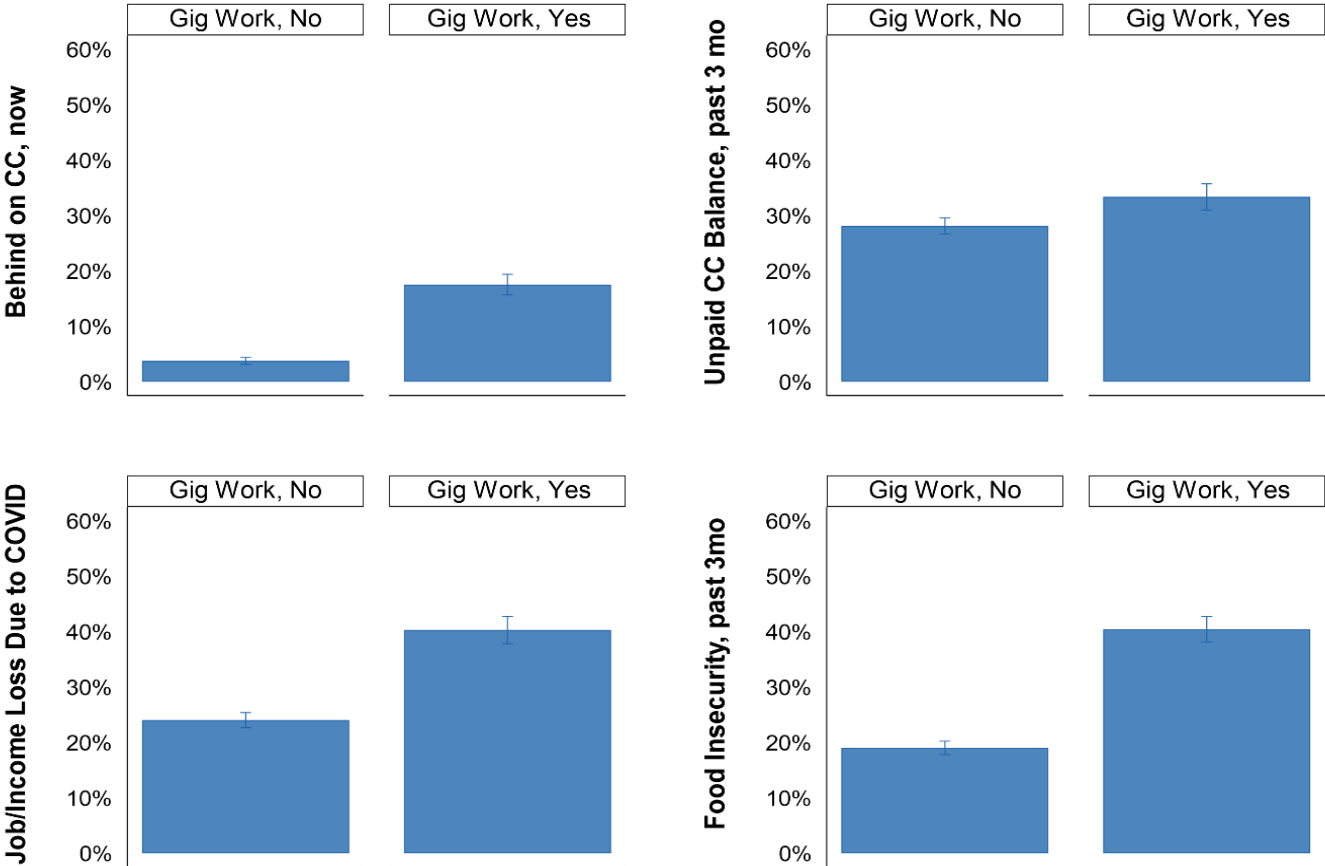 Behind on CC, now
Gig Work, No
Gig Work, Yes
60%
50%
40%
30%
20%
10%
0%
Unpaid CC Balance, past 3 mo
Gig Work, No
Gig Work, Yes
60%
50%
40%
30%
20%
10%
0%
Job/Income Loss Due to COVID
Gig Work, No
Gig Work, Yes
60%
50%
40%
30%
20%
10%
0%
Food Insecurity, past 3mo
Gig Work, No
Gig Work, Yes
60%
50%
40%
30%
20%
10%
0%